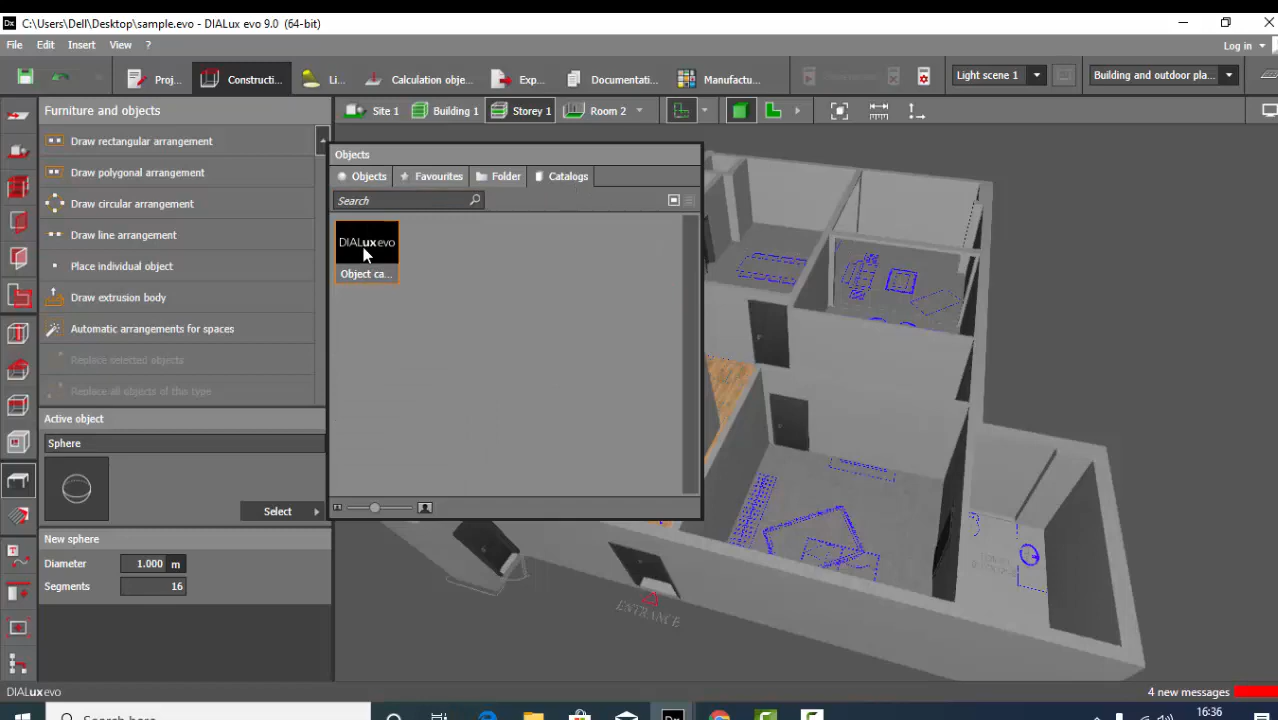 C:\Users\Dell\Desktop\sample.evo - DIALux evo 9.0 (64-bit)
File Edit Insert View ?
Log in
Proj... Constructi... Li... Calculation obje... Exp... Documentati... Manufactu... Light scene 1 Building and outdoor pla...
Furniture and objects
Site 1 Building 1 Storey 1 Room 2
Draw rectangular arrangement
Draw polygonal arrangement
Draw circular arrangement
Draw line arrangement
Place individual object
Draw extrusion body
Automatic arrangements for spaces
Replace selected objects
Replace all objects of this type
Objects
Objects Favourites Folder Catalogs
Search
DIALux evo
Object ca...
Active object
Sphere
Select
New sphere
Diameter 1.000 m
Segments 16
ENTRANCE
DIALux evo
4 new messages
Search
16:36